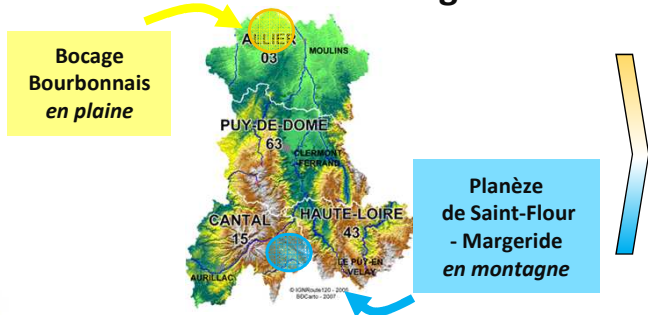 Bocage
Bourbonnais
en plaine
ALLIER
03
MOULINS
PUY-DE-DOME
63
CLERMONT
-FERRAND
CANTAL
15
HAUTE-LOIRE
43
AURILLAC
LE PUY-EN
-VELAY
© IGNRoute120 - 2005
BDCarto - 2007
Planèze
de Saint-Flour
- Margeride
en montagne